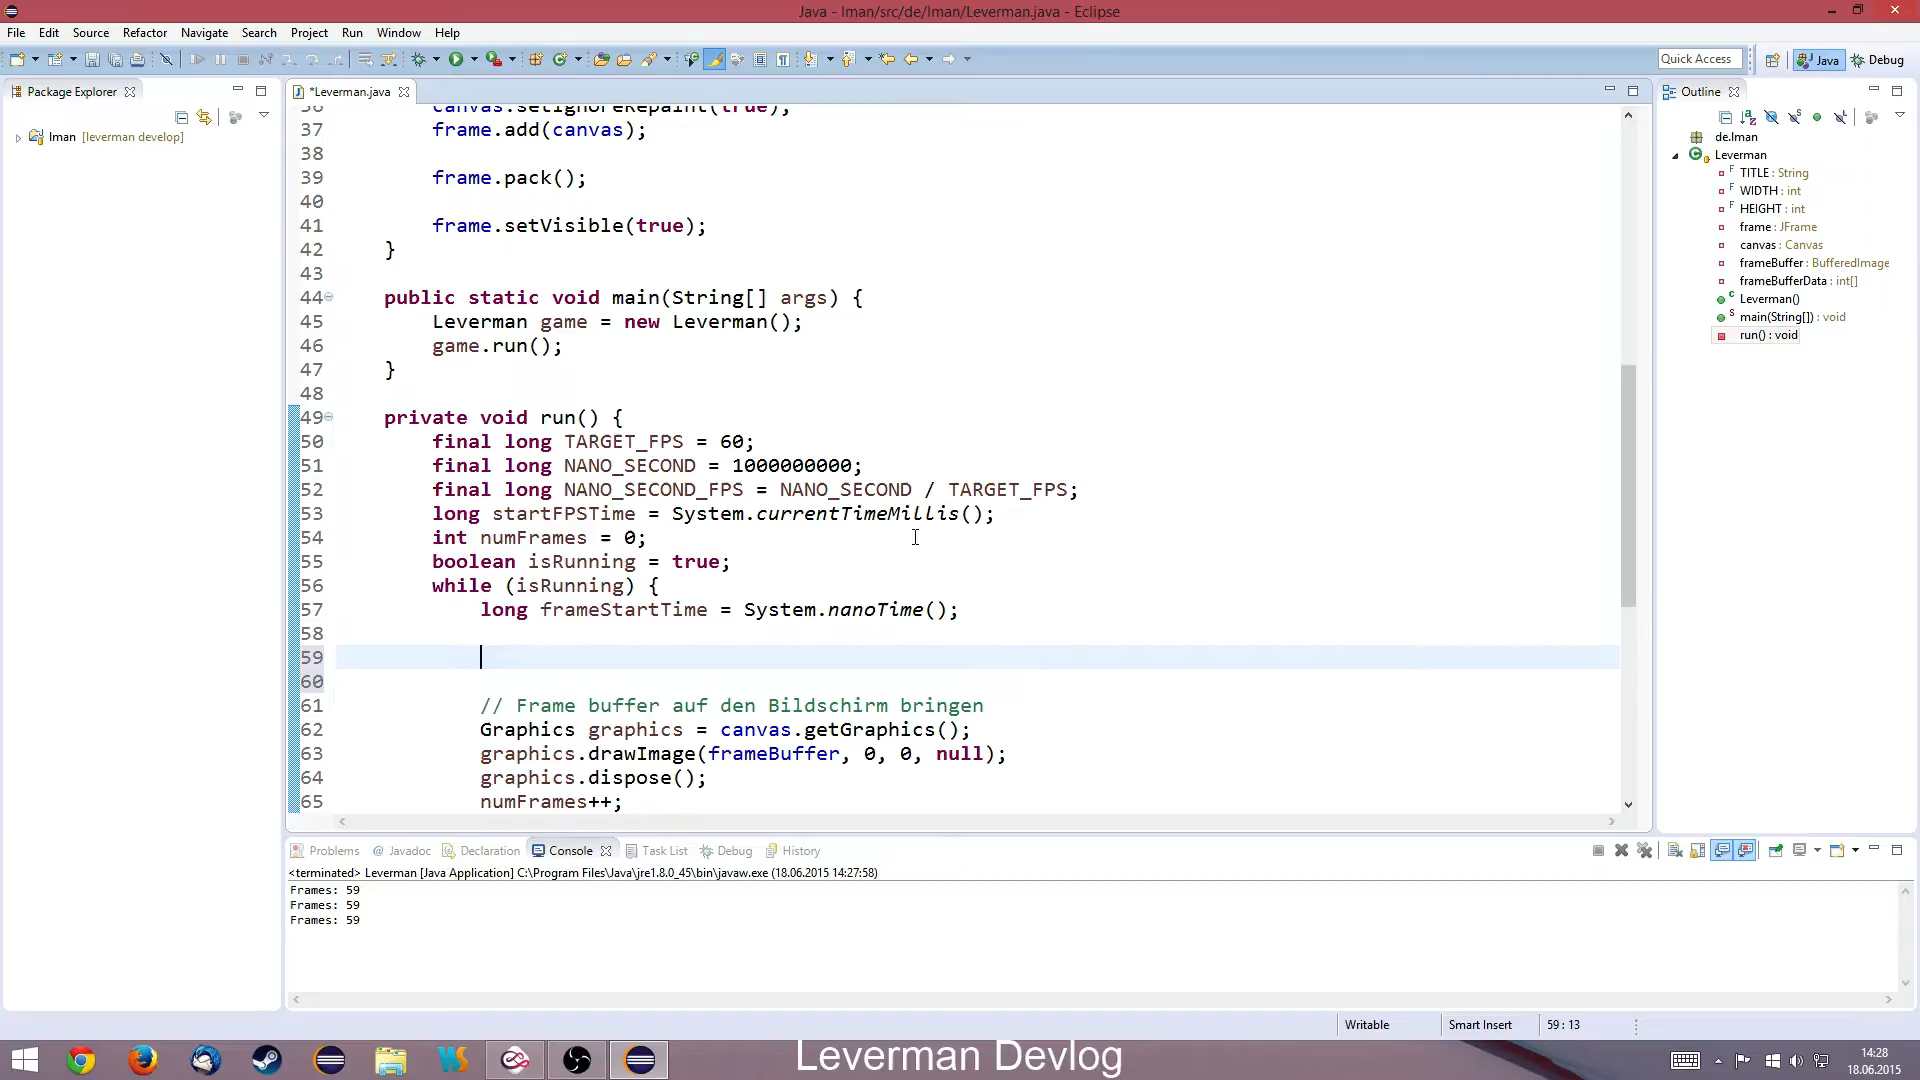 Java - lman/src/de/lman/Leverman.java - Eclipse
File Edit Source Refactor Navigate Search Project Run Window Help
Quick Access Java Debug
Package Explorer
lman [leverman develop]
*Leverman.java
36 canvas.setIgnoreRepaint(true);
37 frame.add(canvas);
38
39 frame.pack();
40
41 frame.setVisible(true);
42 }
43
44 public static void main(String[] args) {
45 Leverman game = new Leverman();
46 game.run();
47 }
48
49 private void run() {
50 final long TARGET_FPS = 60;
51 final long NANO_SECOND = 1000000000;
52 final long NANO_SECOND_FPS = NANO_SECOND / TARGET_FPS;
53 long startFPSTime = System.currentTimeMillis();
54 int numFrames = 0;
55 boolean isRunning = true;
56 while (isRunning) {
57 long frameStartTime = System.nanoTime();
58
59
60
61 // Frame buffer auf den Bildschirm bringen
62 Graphics graphics = canvas.getGraphics();
63 graphics.drawImage(frameBuffer, 0, 0, null);
64 graphics.dispose();
65 numFrames++;
Outline
de.lman
Leverman
TITLE : String
WIDTH : int
HEIGHT : int
frame : JFrame
canvas : Canvas
frameBuffer : BufferedImage
frameBufferData : int[]
Leverman()
main(String[]) : void
run() : void
Problems @ Javadoc Declaration Console Task List Debug History
<terminated> Leverman [Java Application] C:\Program Files\Java\jre1.8.0_45\bin\javaw.exe (18.06.2015 14:27:58)
Frames: 59
Frames: 59
Frames: 59
Writable Smart Insert 59 : 13
Leverman Devlog
14:28
18.06.2015